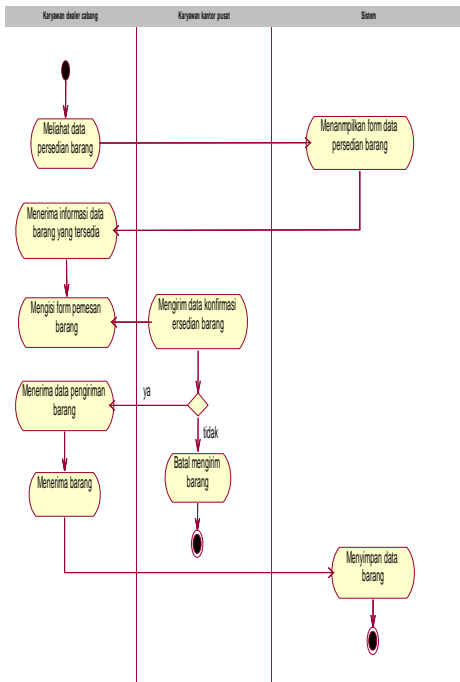 Karyawan dealer cabang
Karyawan kantor pusat
Sistem
Meliahat data
persedian barang
Menanmpilkan form data
persedian barang
Menerima informasi data
barang yang tersedia
Mengisi form pemesan
barang
Mengirim data konfirmasi
ersedian barang
Menerima data pengiriman
barang
ya
tidak
Menerima barang
Batal mengirim
barang
Menyimpan data
barang